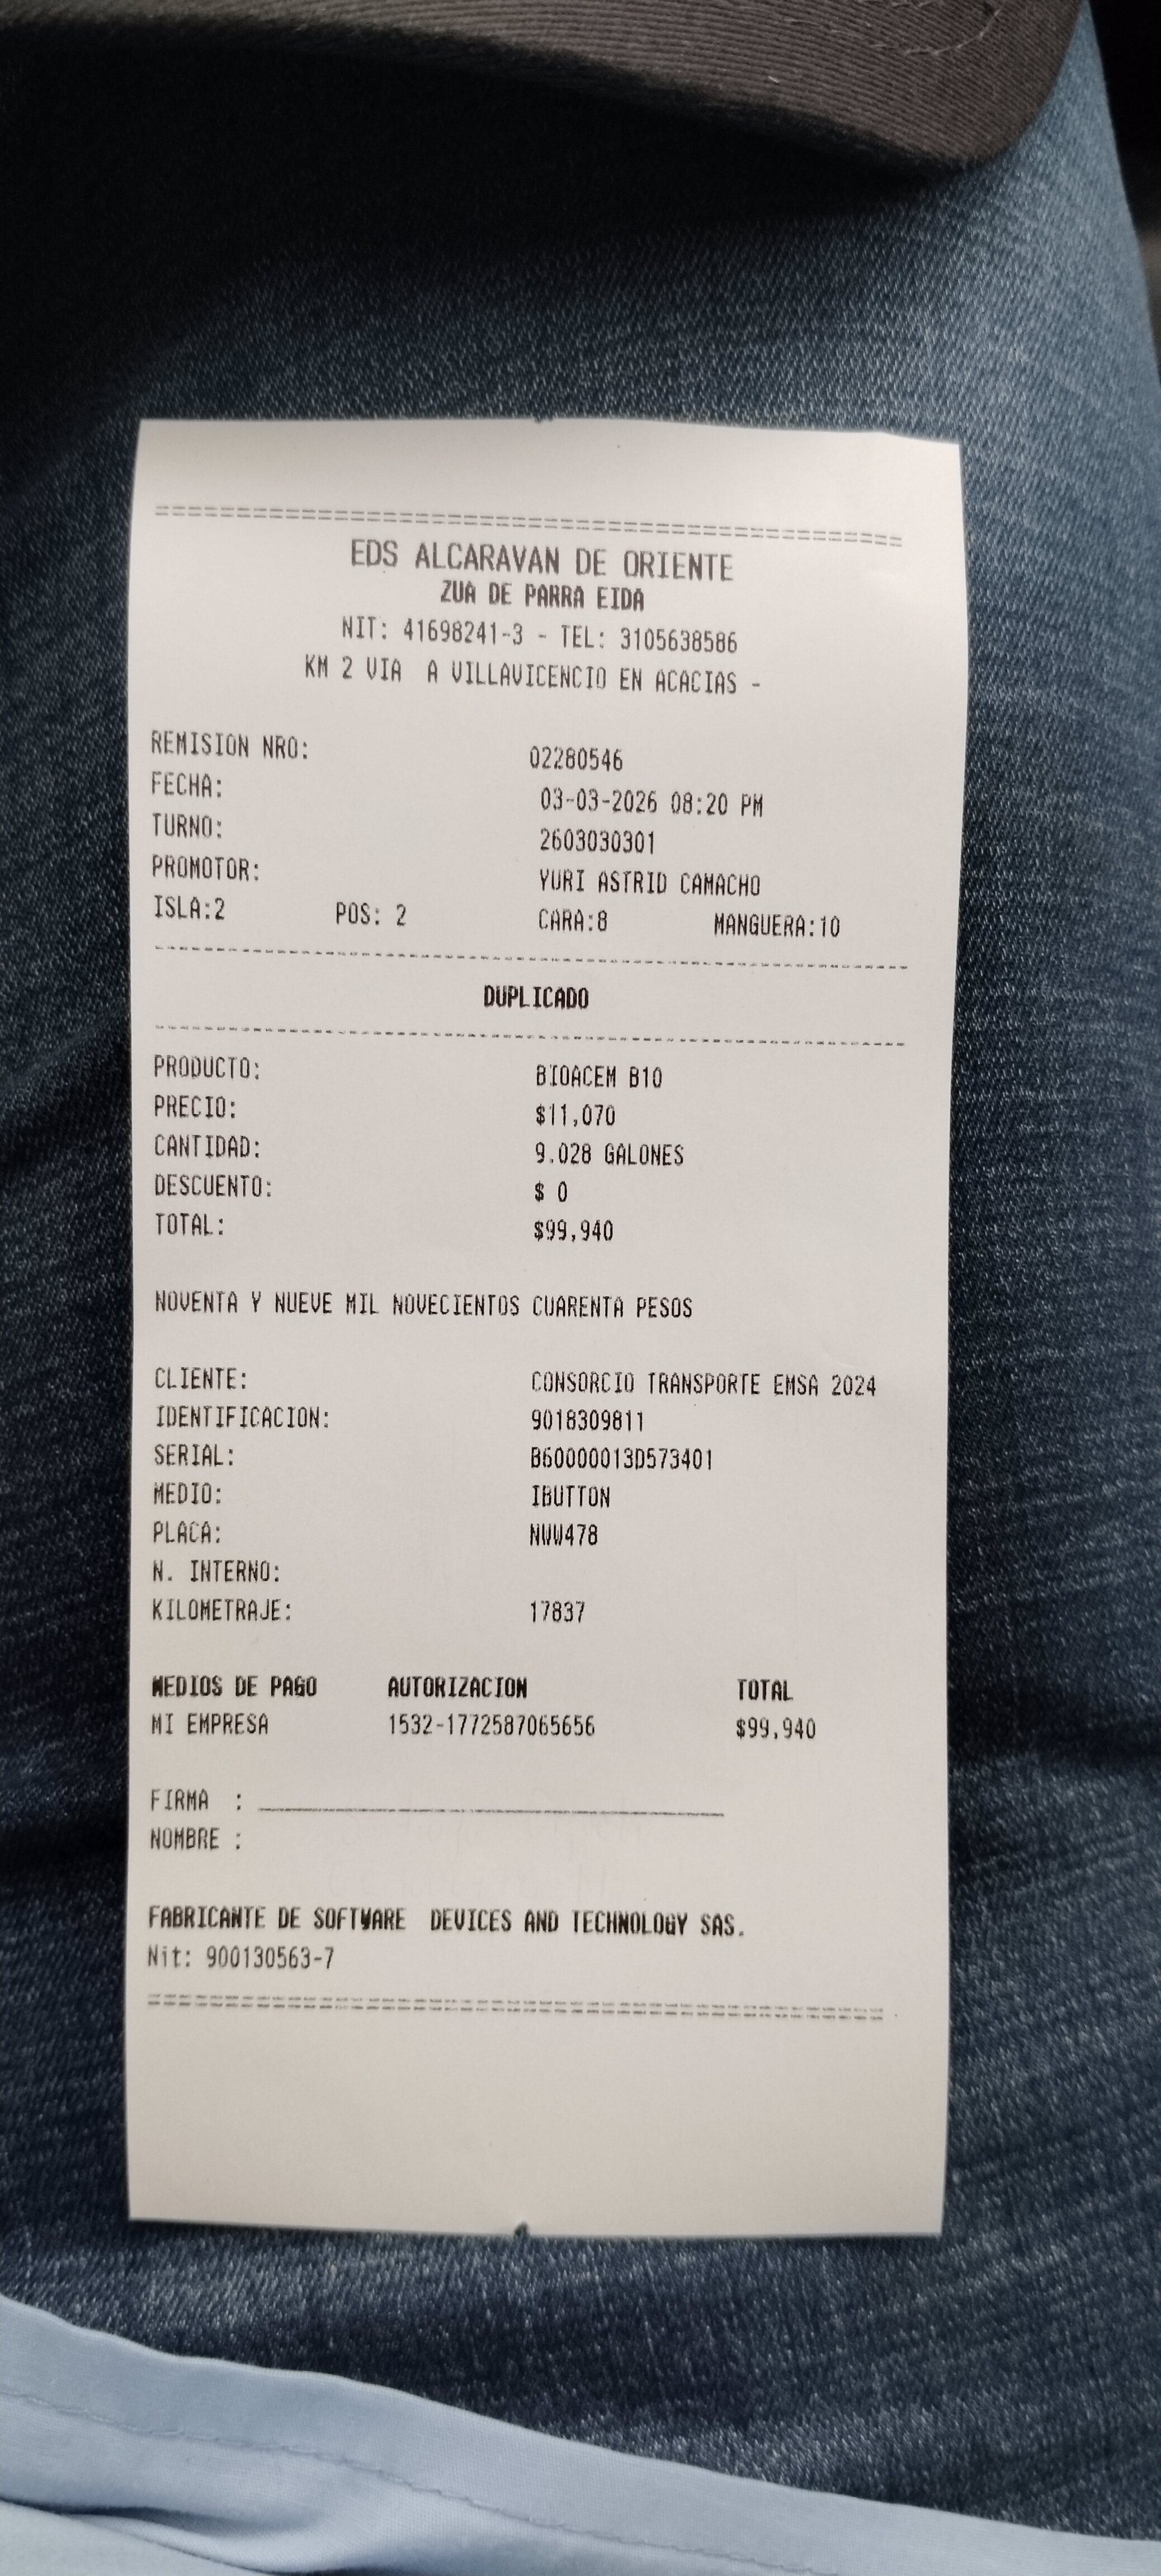 EDS ALCARAVAN DE ORIENTE
ZUA DE PARRA EIDA
NIT: 41698241-3 - TEL: 3105638586
KM 2 VIA  A VILLAVICENCIO EN ACACIAS -
REMISION NRO: 02280546
FECHA: 03-03-2026 08:20 PM
TURNO: 2603030301
PROMOTOR: YURI ASTRID CAMACHO
ISLA:2 POS: 2 CARA:8 MANGUERA:10
DUPLICADO
PRODUCTO: BIOACEM B10
PRECIO: $11,070
CANTIDAD: 9.028 GALONES
DESCUENTO: $ 0
TOTAL: $99,940
NOVENTA Y NUEVE MIL NOVECIENTOS CUARENTA PESOS
CLIENTE: CONSORCIO TRANSPORTE EMSA 2024
IDENTIFICACION: 9018309811
SERIAL: B60000013D573401
MEDIO: IBUTTON
PLACA: NWW478
N. INTERNO:
KILOMETRAJE: 17837
MEDIOS DE PAGO AUTORIZACION TOTAL
MI EMPRESA 1532-1772587065656 $99,940
FIRMA :
NOMBRE :
FABRICANTE DE SOFTWARE  DEVICES AND TECHNOLOGY SAS.
Nit: 900130563-7